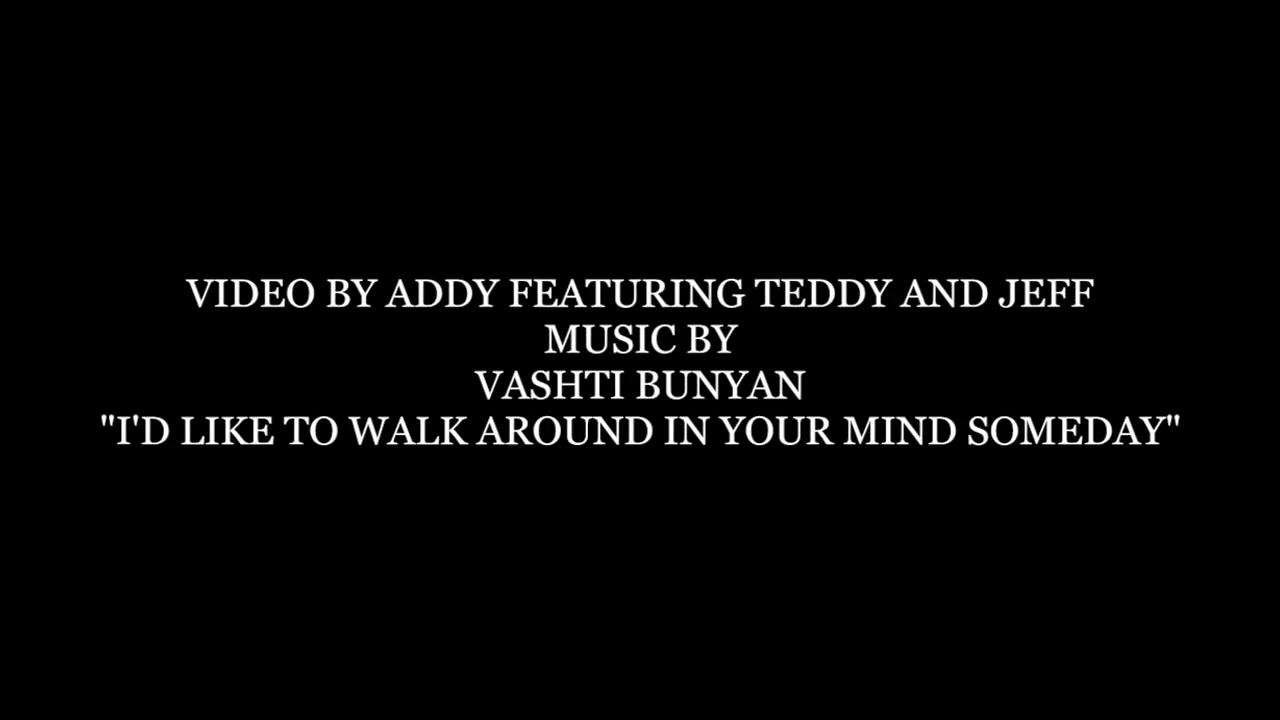 VIDEO BY ADDY FEATURING TEDDY AND JEFF
MUSIC BY
VASHTI BUNYAN
"I'D LIKE TO WALK AROUND IN YOUR MIND SOMEDAY"